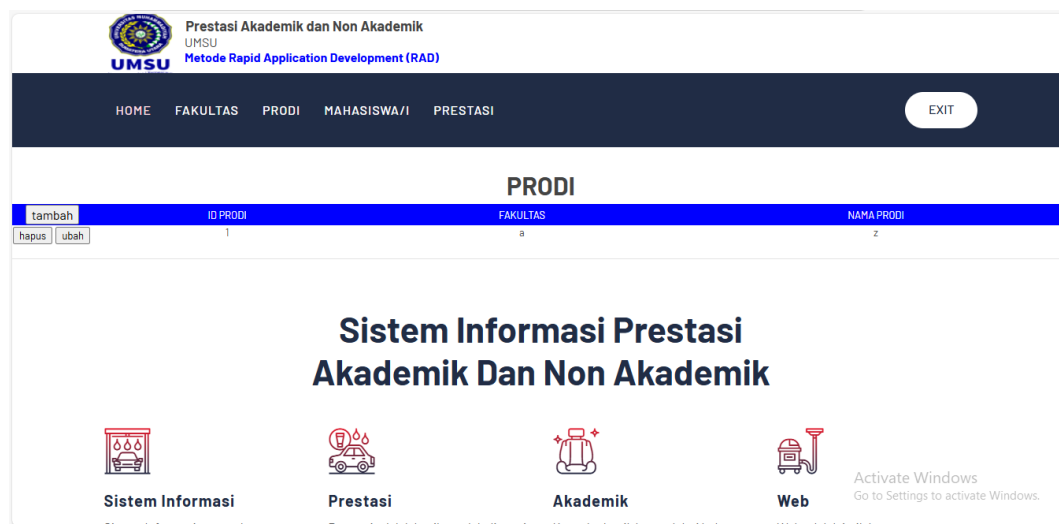 Prestasi Akademik dan Non Akademik
UMSU
Metode Rapid Application Development (RAD)
UMSU
HOME FAKULTAS PRODI MAHASISWA/I PRESTASI EXIT
PRODI
tambah ID PRODI FAKULTAS NAMA PRODI
hapus ubah 1 a z
Sistem Informasi Prestasi
Akademik Dan Non Akademik
Sistem Informasi Prestasi Akademik Web
Activate Windows
Go to Settings to activate Windows.